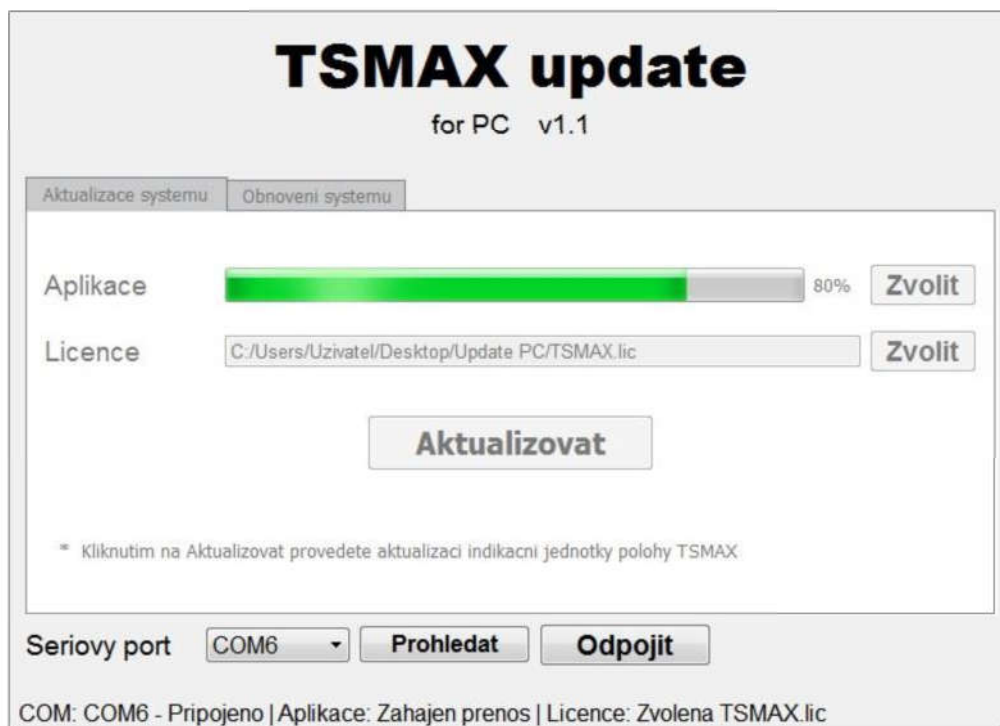 TSMAX update
for PC v1.1
Aktualizace systemu Obnoveni systemu
Aplikace 80% Zvolit
Licence C:/Users/Uzivatel/Desktop/Update PC/TSMAX.lic Zvolit
Aktualizovat
* Kliknutim na Aktualizovat provedete aktualizaci indikacni jednotky polohy TSMAX
Seriovy port COM6 Prohledat Odpojit
COM: COM6 - Pripojeno | Aplikace: Zahajen prenos | Licence: Zvolena TSMAX.lic